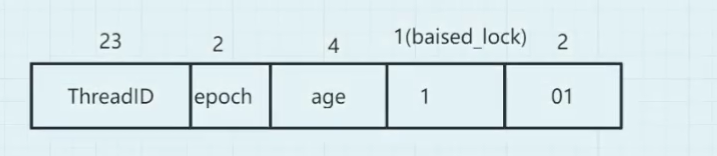 23 2 4 1(baised_lock) 2
ThreadID epoch age 1 01